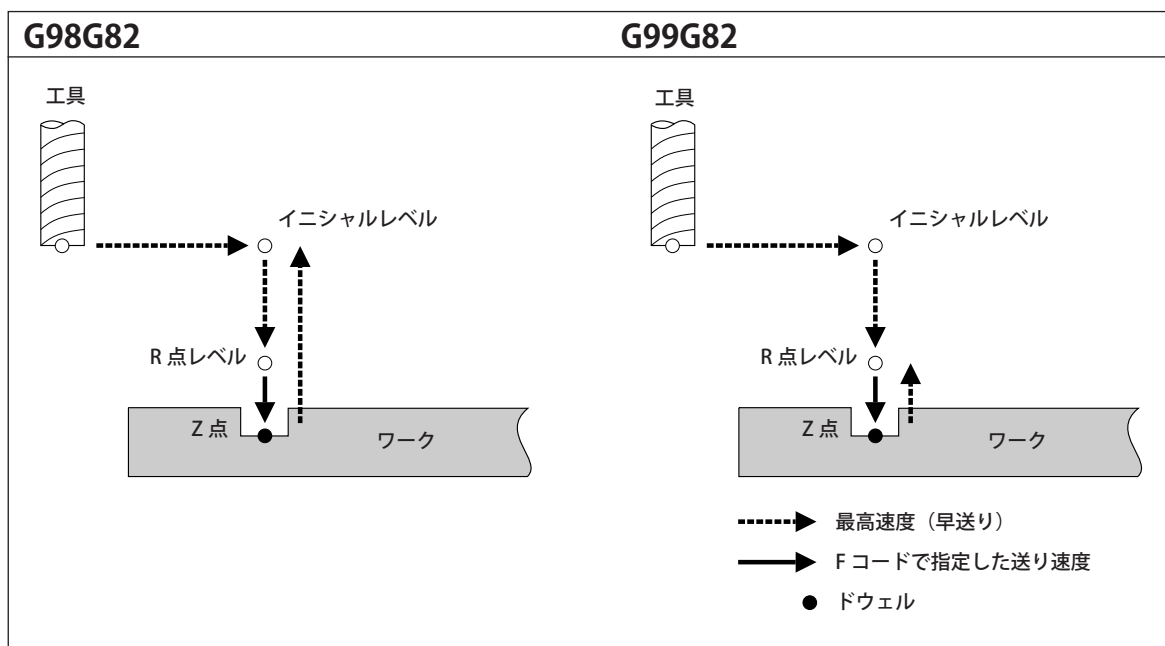 G98G82
G99G82
工具
イニシャルレベル
R 点レベル
Z 点
ワーク
工具
イニシャルレベル
R 点レベル
Z 点
ワーク
最高速度（早送り）
F コードで指定した送り速度
ドウェル